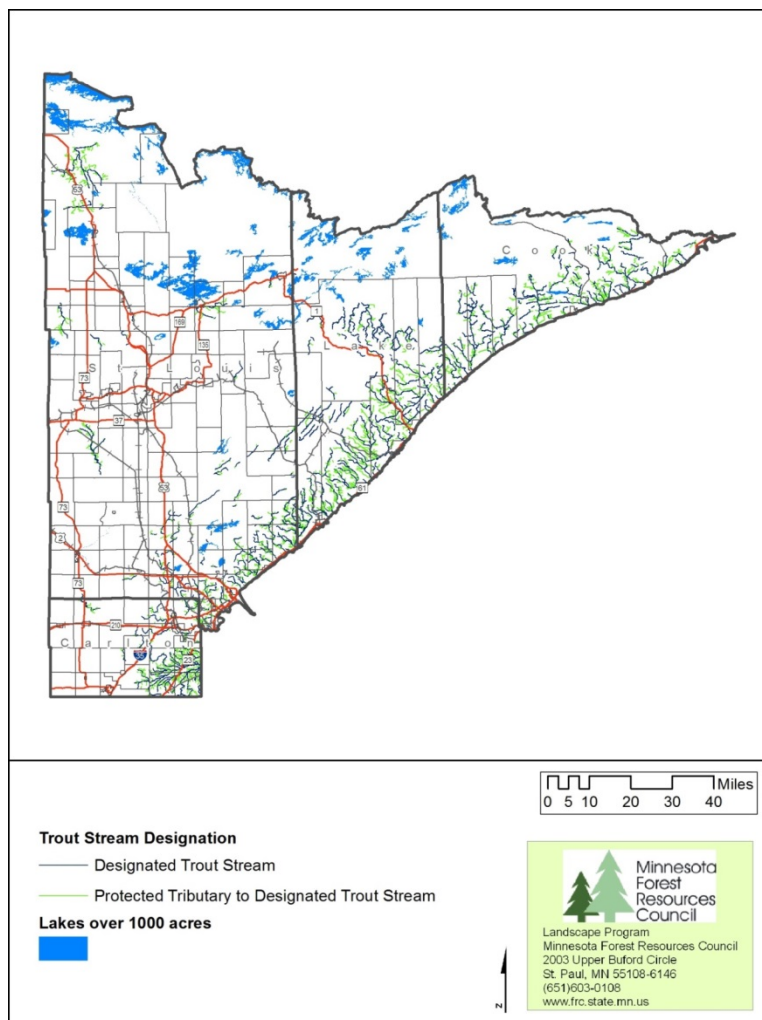 53
C o o k
1
169
135
L a k e
73
S t L o u i s
37
53
61
73
2
73
210
C a r l t o n
35
23
Miles
0 5 10 20 30 40
Trout Stream Designation
Designated Trout Stream
Protected Tributary to Designated Trout Stream
Lakes over 1000 acres
Minnesota
Forest
Resources
Council
Landscape Program
Minnesota Forest Resources Council
2003 Upper Buford Circle
St. Paul, MN 55108-6146
(651)603-0108
www.frc.state.mn.us
N